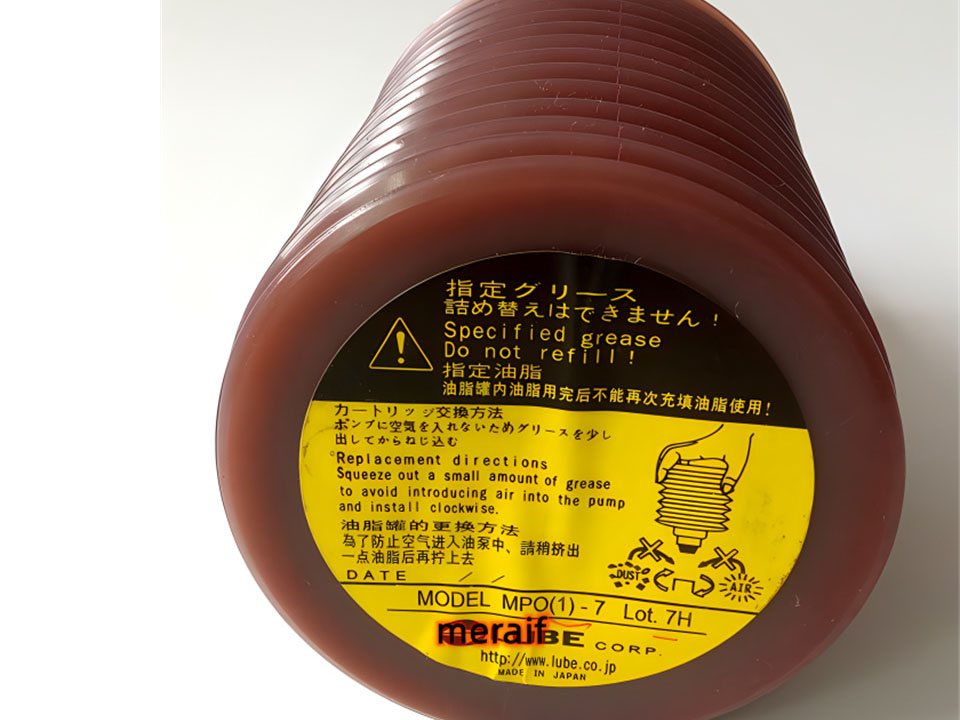 指定グリース
詰め替えはできません!
Specified grease
Do not refill!
指定油脂
油脂罐内油脂用完后不能再次充填油脂使用!
カートリッジ交換方法
ポンプに空気を入れないためグリースを少し
出してからねじ込む
Replacement directions
Squeeze out a small amount of grease
to avoid introducing air into the pump
and install clockwise.
油脂罐的更换方法
為了防止空气进入油泵中、請稍挤出
一点油脂后再拧上去
DUST
AIR
DATE / /
MODEL MPO(1)-7 Lot. 7H
meraif BE CORP.
http://www.lube.co.jp
MADE IN JAPAN